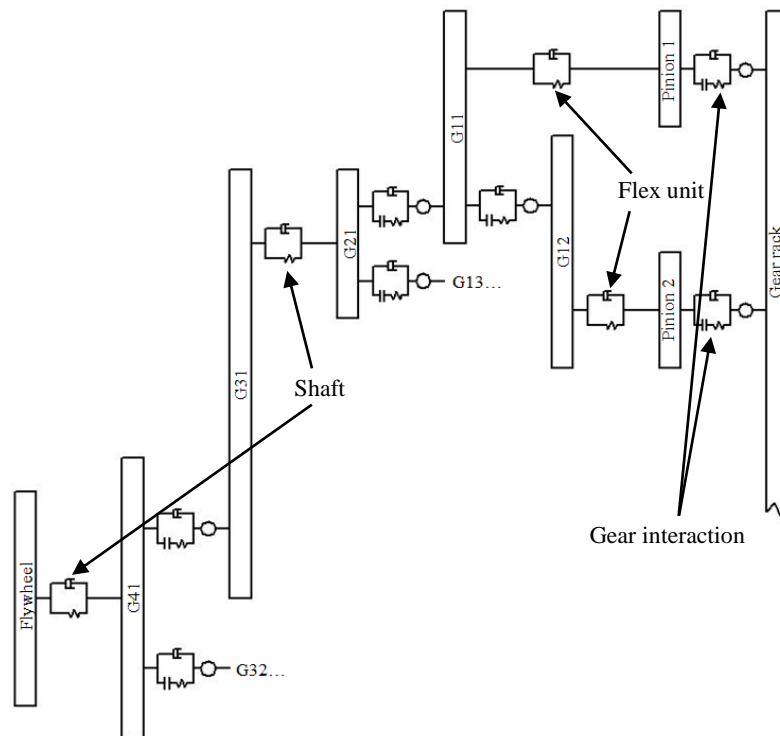 G11
Pinion 1
Flex unit
G21
G12
G13...
Gear rack
G31
Pinion 2
Shaft
Gear interaction
Flywheel
G41
G32...